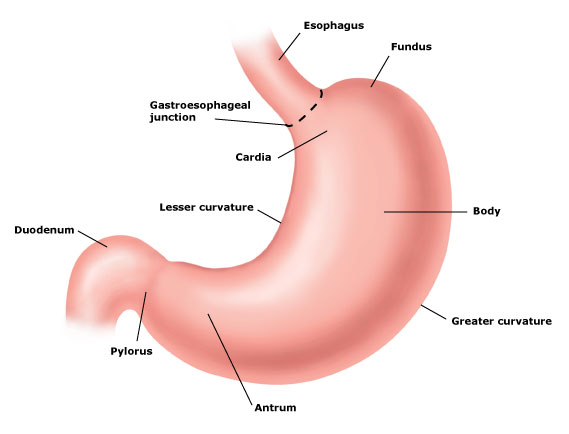 Esophagus
Fundus
Gastroesophageal
junction
Cardia
Lesser curvature
Body
Duodenum
Greater curvature
Pylorus
Antrum